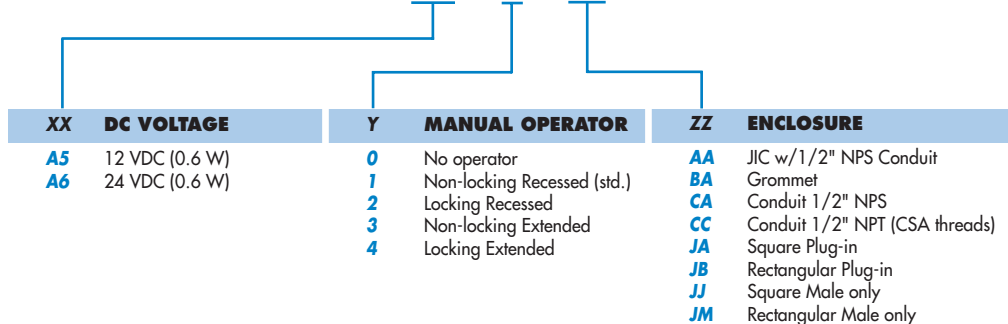 XX DC VOLTAGE Y MANUAL OPERATOR ZZ ENCLOSURE
A5 12 VDC (0.6 W) 0 No operator AA JIC w/1/2" NPS Conduit
A6 24 VDC (0.6 W) 1 Non-locking Recessed (std.) BA Grommet
2 Locking Recessed CA Conduit 1/2" NPS
3 Non-locking Extended CC Conduit 1/2" NPT (CSA threads)
4 Locking Extended JA Square Plug-in
JB Rectangular Plug-in
JJ Square Male only
JM Rectangular Male only